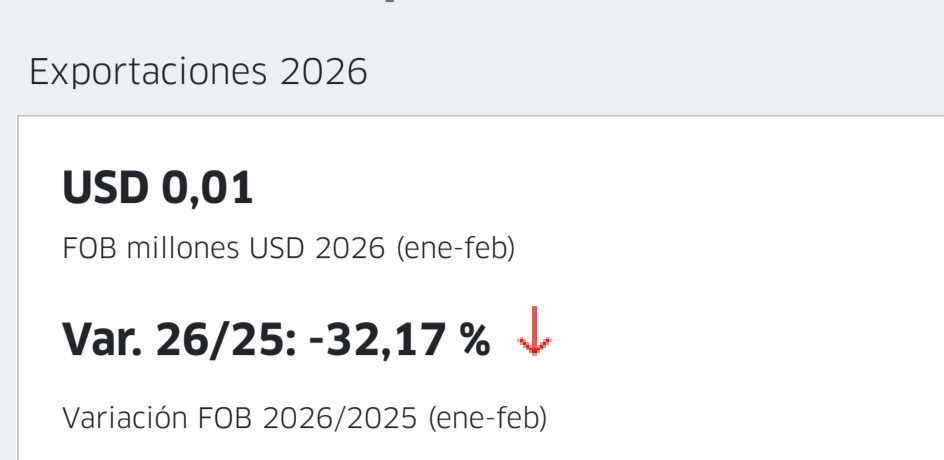 Exportaciones 2026
USD 0,01
FOB millones USD 2026 (ene-feb)
Var. 26/25: -32,17 %
Variación FOB 2026/2025 (ene-feb)